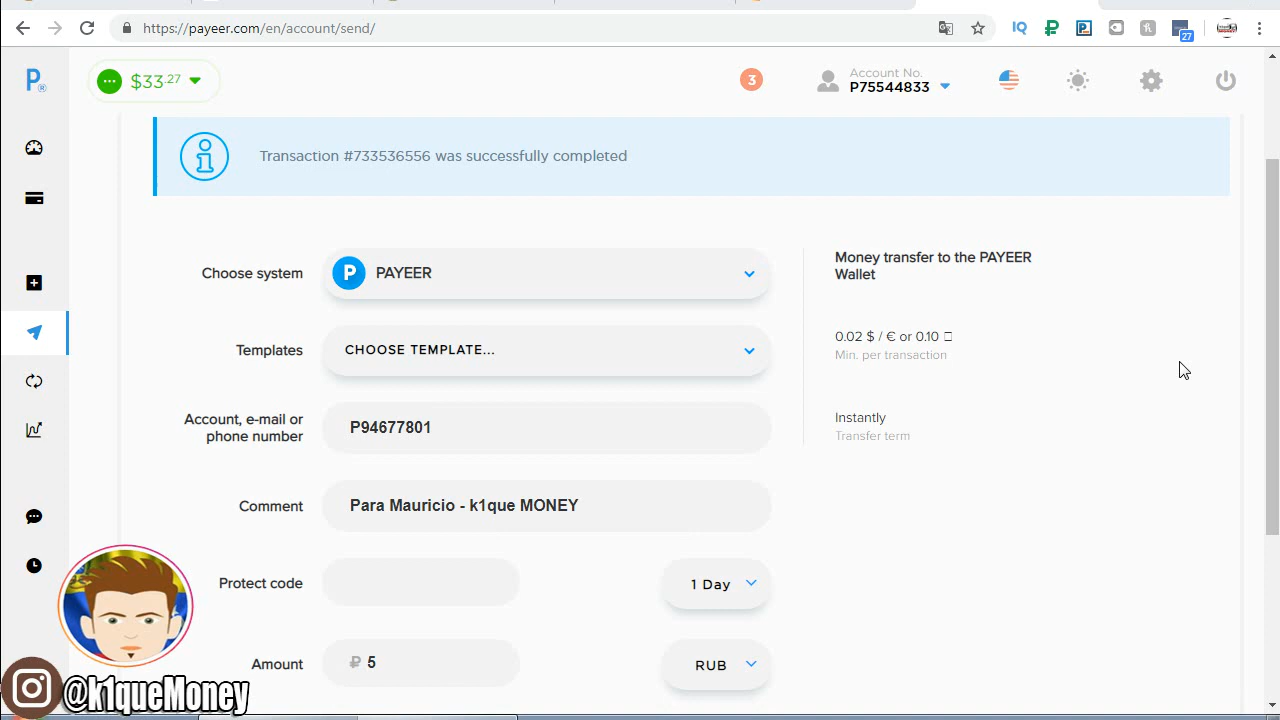 https://payeer.com/en/account/send/
IQ
27
P®
$33.27
3
Account No.
P75544833
Transaction #733536556 was successfully completed
Choose system
P PAYEER
Money transfer to the PAYEER
Wallet
Templates
CHOOSE TEMPLATE...
0.02 $ / € or 0.10 □
Min. per transaction
Account, e-mail or
phone number
P94677801
Instantly
Transfer term
Comment
Para Mauricio - k1que MONEY
Protect code
1 Day
Amount
₽ 5
RUB
@k1queMoney